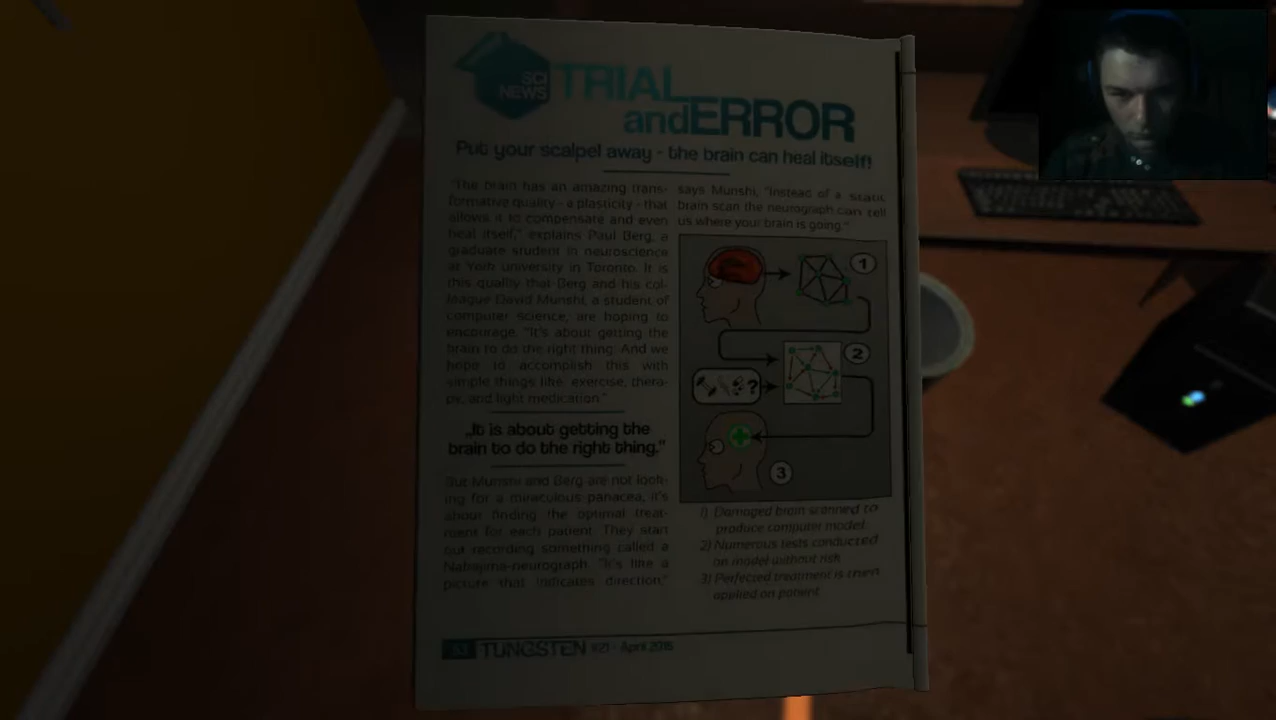 SCI
NEWS
TRIAL
and ERROR
Put your scalpel away - the brain can heal itself!
"The brain has an amazing trans-
formative quality - a plasticity - that
allows it to compensate and even
heal itself," explains Paul Berg, a
graduate student in neuroscience
at York university in Toronto. It is
this quality that Berg and his col-
league David Munshi, a student of
computer science, are hoping to
encourage. "It's about getting the
brain to do the right thing. And we
hope to accomplish this with
simple things like, exercise, thera-
py, and light medication."
„It is about getting the
brain to do the right thing."
But Munshi and Berg are not look-
ing for a miraculous panacea, it's
about finding the optimal treat-
ment for each patient. They start
out recording something called a
Nakajima-neurograph. "It's like a
picture that indicates direction,"
says Munshi, "Instead of a static
brain scan the neurograph can tell
us where your brain is going."
1
2
?
3
1) Damaged brain scanned to
produce computer model.
2) Numerous tests conducted
on model without risk
3) Perfected treatment is then
applied on patient
TUNGSTEN #21 - April 2015